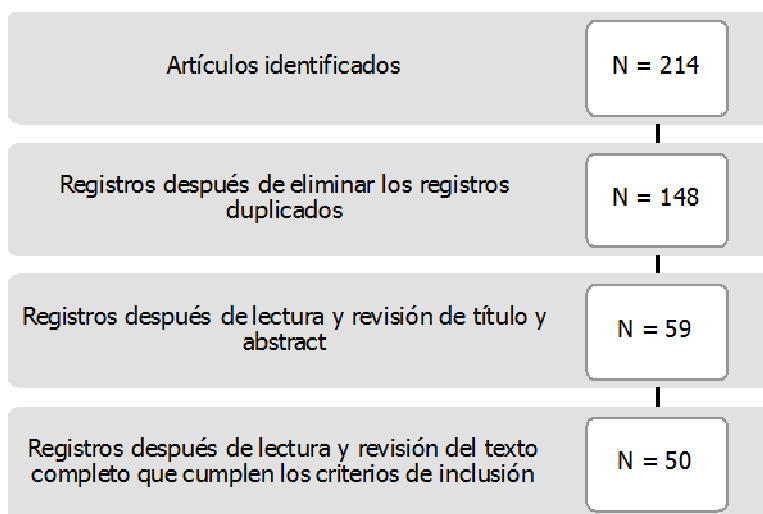 Artículos identificados
N = 214
Registros después de eliminar los registros
duplicados
N = 148
Registros después de lectura y revisión de título y
abstract
N = 59
Registros después de lectura y revisión del texto
completo que cumplen los criterios de inclusión
N = 50